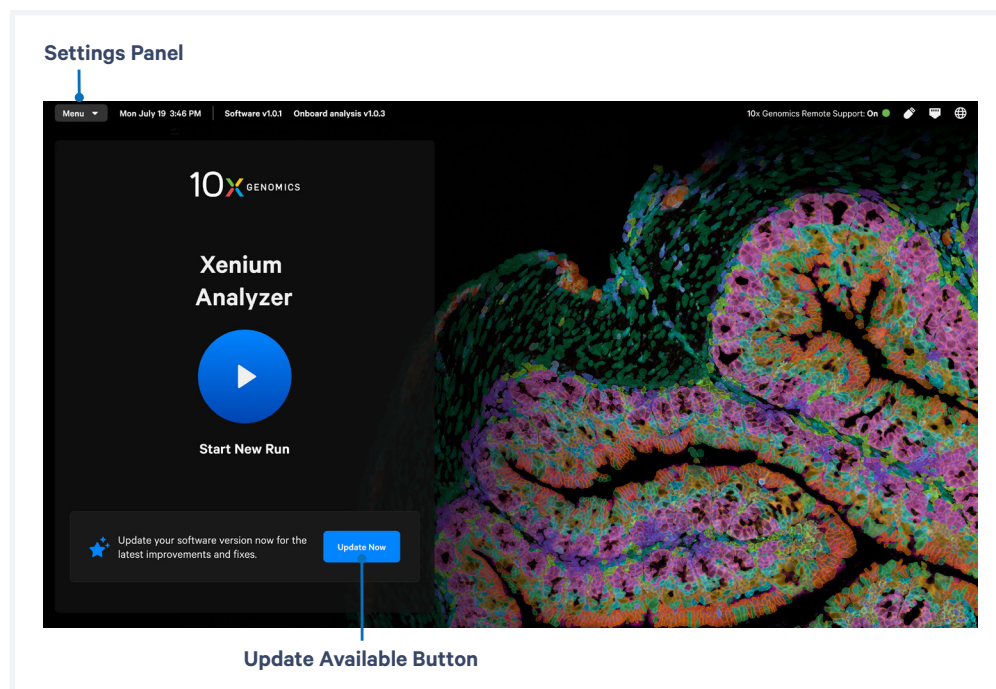 Settings Panel
Menu
Mon July 19 3:46 PM
Software v1.0.1
Onboard analysis v1.0.3
10x Genomics Remote Support: On
10X GENOMICS
Xenium
Analyzer
Start New Run
Update your software version now for the
latest improvements and fixes.
Update Now
Update Available Button